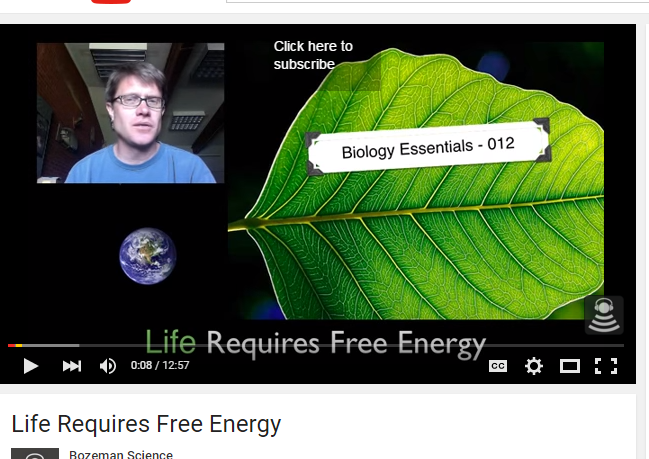 Click here to
subscribe
Biology Essentials - 012
Life Requires Free Energy
0:08 / 12:57
CC
Life Requires Free Energy
Bozeman Science